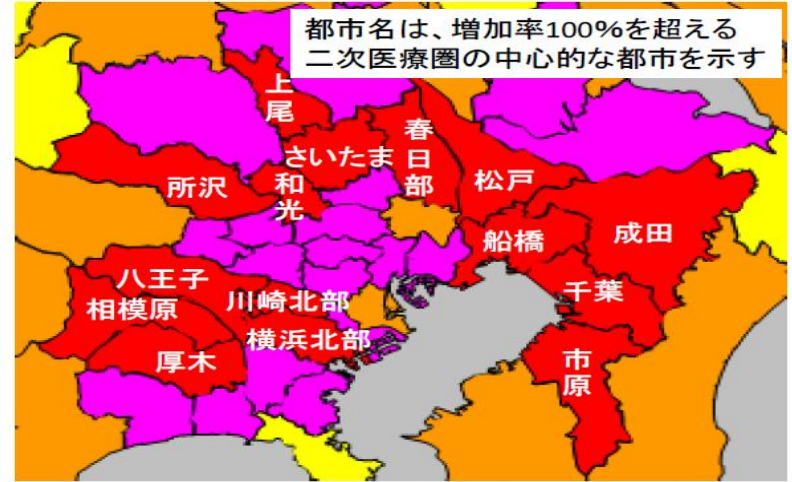 都市名は、増加率100%を超える
二次医療圏の中心的な都市を示す
上尾
春日部
さいたま
所沢
和光
松戸
船橋
成田
八王子
相模原
川崎北部
千葉
横浜北部
厚木
市原